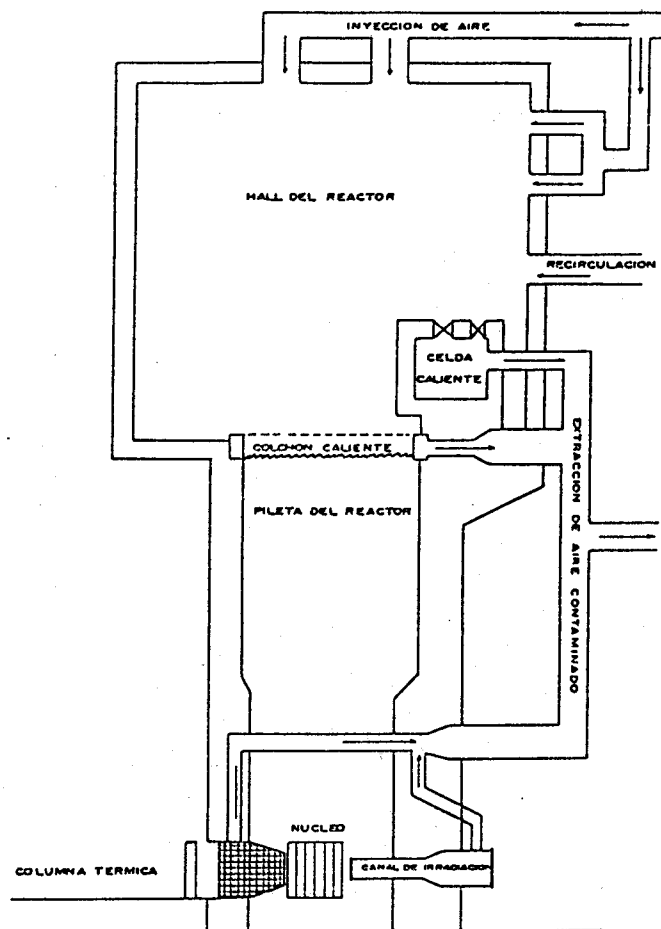 INYECCION DE AIRE
HALL DEL REACTOR
RECIRCULACION
CELDA
CALIENTE
COLCHON CALIENTE
PILETA DEL REACTOR
EXTRACCION DE AIRE CONTAMINADO
NUCLEO
COLUMNA TERMICA
CANAL DE IRRADIACION